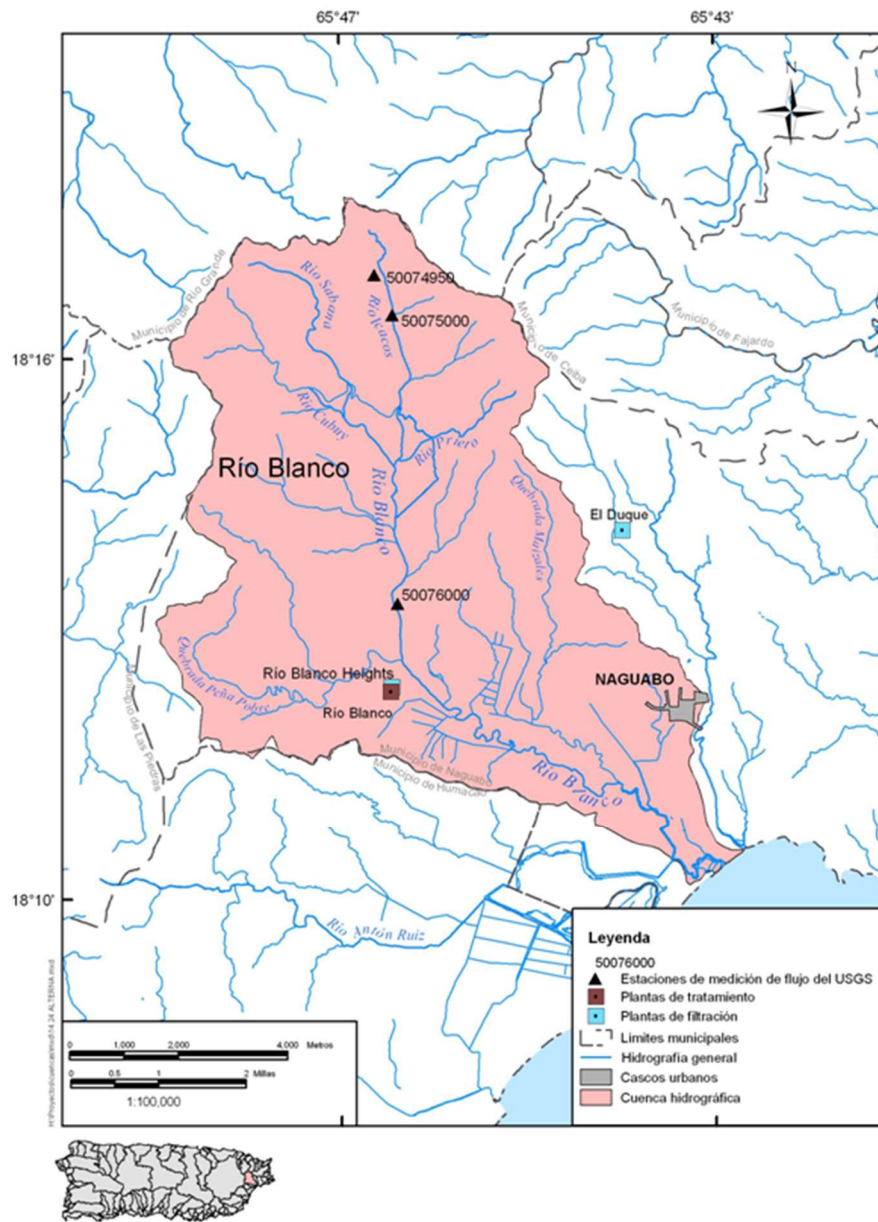 65°47'
65°43'
N
Municipio de Río Grande
Río Sabana
50074950
Río Icacos
50075000
Municipio de Fajardo
Municipio de Ceiba
18°16'
Río Cubuy
Río Prieto
Río Blanco
Río Blanco
Quebrada Maizales
El Duque
50076000
Río Blanco Heights
NAGUABO
Quebrada Peña Pobre
Río Blanco
Municipio de Las Piedras
Municipio de Naguabo
Municipio de Humacao
Río Blanco
18°10'
Río Antón Ruiz
Leyenda
50076000
Estaciones de medición de flujo del USGS
Plantas de tratamiento
Plantas de filtración
Límites municipales
Hidrografía general
Cascos urbanos
Cuenca hidrográfica
0 1,000 2,000 4,000 Metros
0 0.5 1 2 Millas
1:100,000